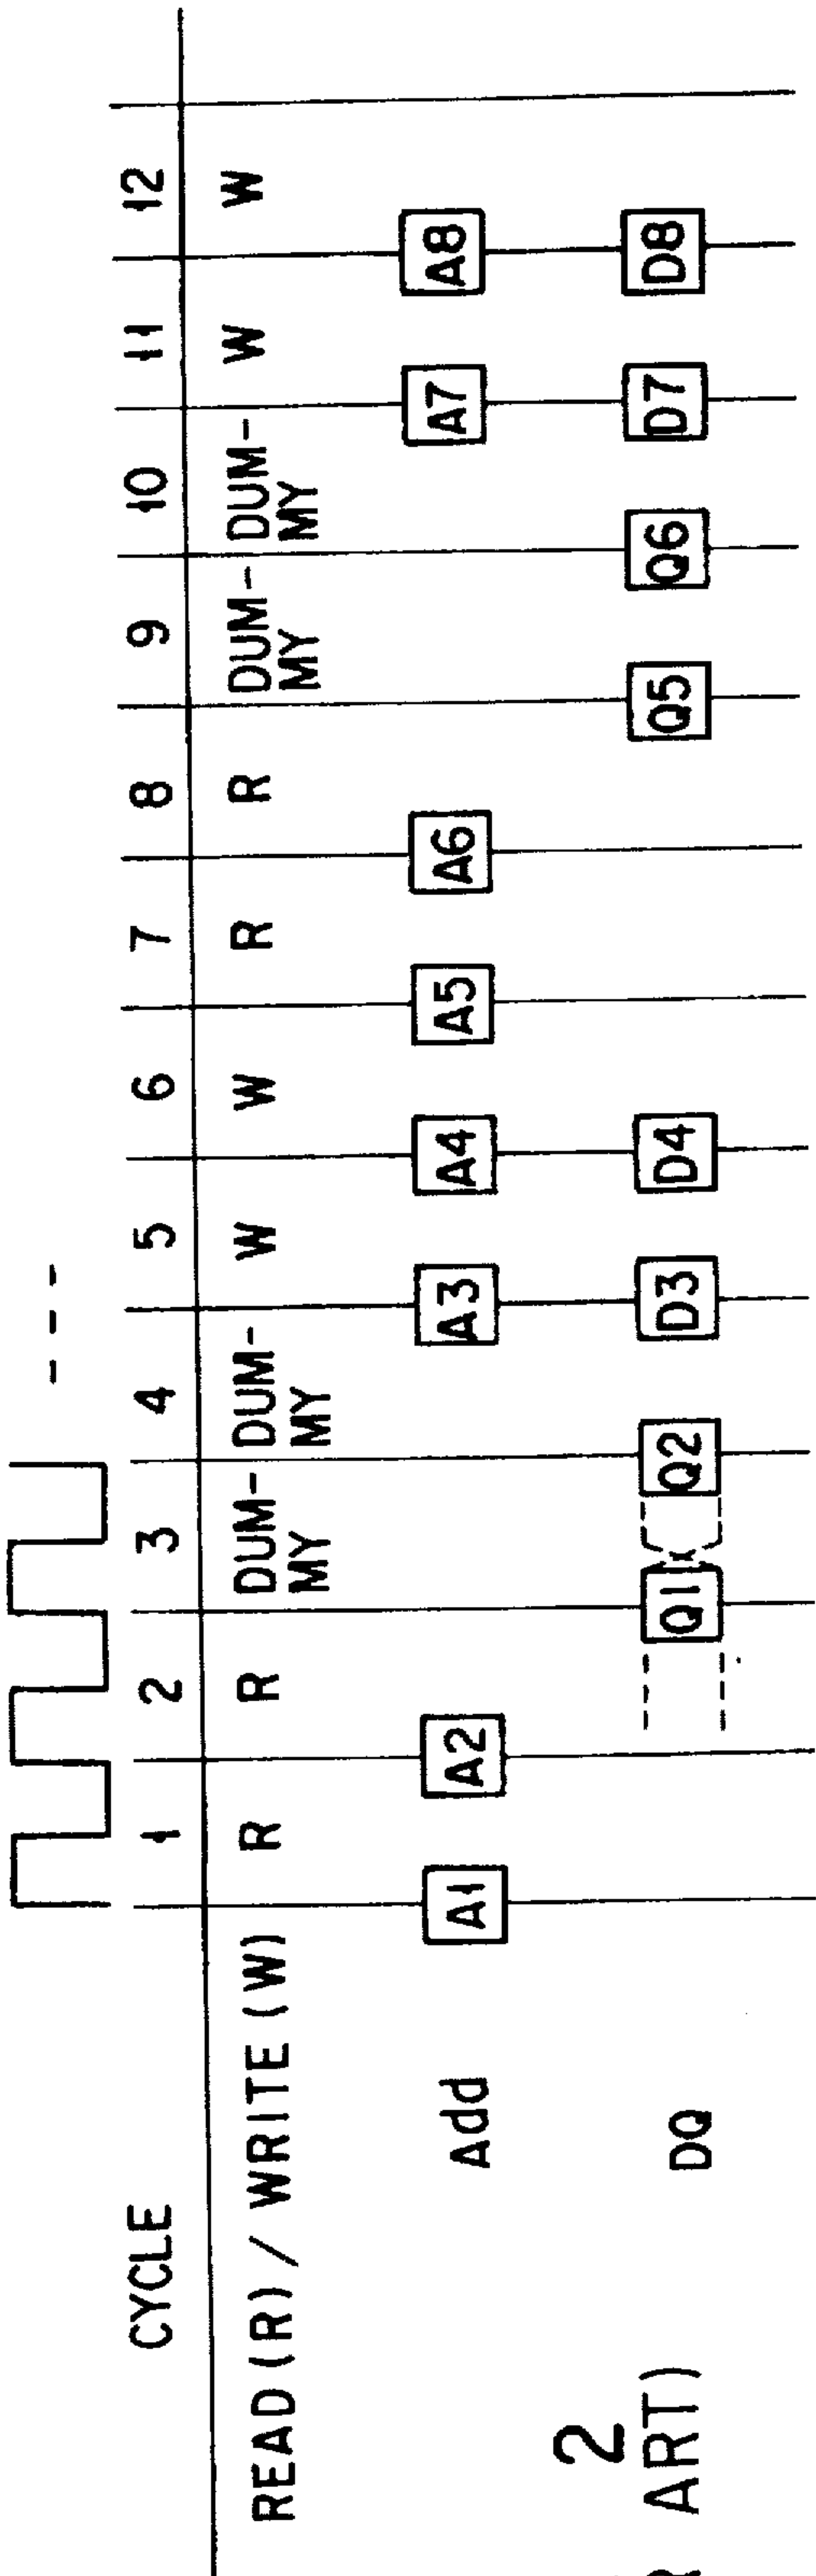 CYCLE 1 2 3 4 5 6 7 8 9 10 11 12
READ (R) / WRITE (W) R R DUM- DUM- W W R R DUM- DUM- W W
MY MY MY MY
Add A1 A2 A3 A4 A5 A6 A7 A8
DQ Q1 Q2 D3 D4 Q5 Q6 D7 D8
2
ART)